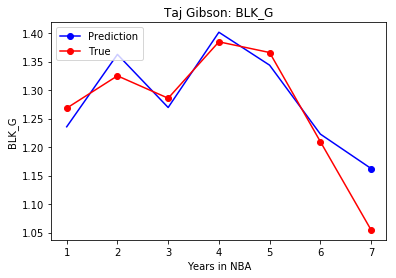 Taj Gibson: BLK_G
Prediction
True
1.40
1.35
1.30
1.25
1.20
1.15
1.10
1.05
BLK_G
1 2 3 4 5 6 7
Years in NBA